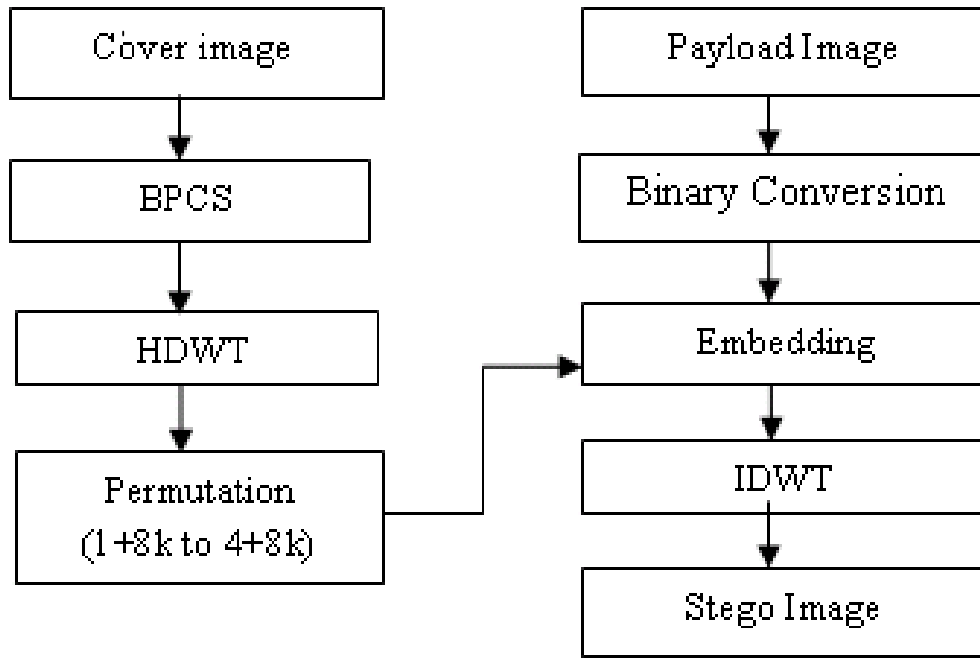 Cover image
BPCS
HDWT
Permutation
(1+8k to 4+8k)
Payload Image
Binary Conversion
Embedding
IDWT
Stego Image